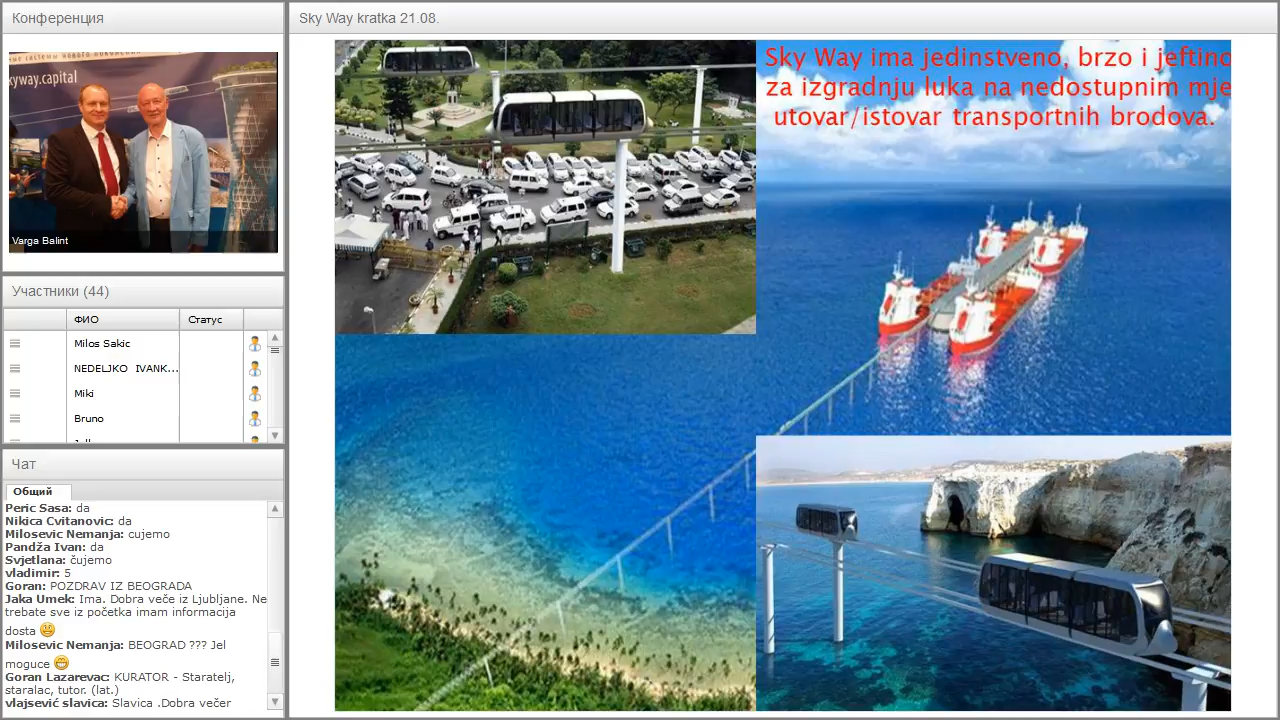 Конференция
kyway.capital
Varga Balint
Участники (44)
ФИО
Milos Sakic
NEDELJKO IVANK...
Miki
Bruno
Чат
Общий
Peric Sasa: da
Nikica Cvitanovic: da
Milosevic Nemanja: cujemo
Pandža Ivan: da
Svjetlana: čujemo
vladimir: 5
Goran: POZDRAV IZ BEOGRADA
Jaka Umek: Ima. Dobra veče iz Ljubljane. Ne
trebate sve iz početka imam informacija
dosta
Milosevic Nemanja: BEOGRAD ??? Jel
moguce
Goran Lazarevac: KURATOR - Staratelj,
staralac, tutor. (lat.)
vlajsević slavica: Slavica .Dobro veče
Sky Way kratka 21.08.
Sky Way ima jedinstveno, brzo i jeftino
za izgradnju luka na nedostupnim mje
utovar/istovar transportnih brodova.